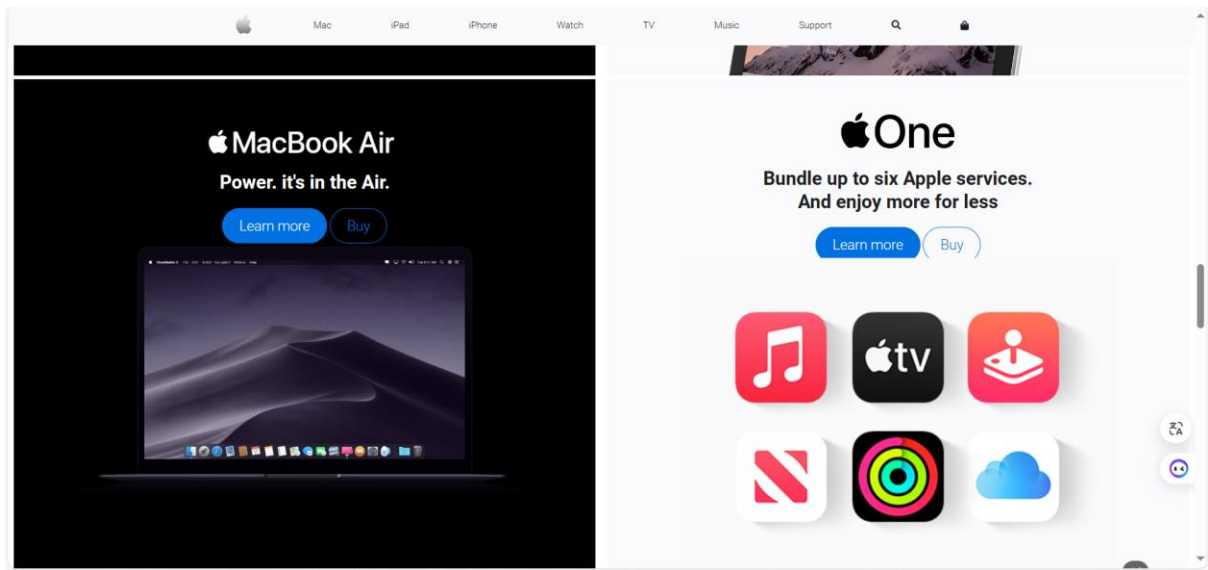 Mac iPad iPhone Watch TV Music Support
MacBook Air
Power. it's in the Air.
Learn more Buy
One
Bundle up to six Apple services.
And enjoy more for less
Learn more Buy
tv